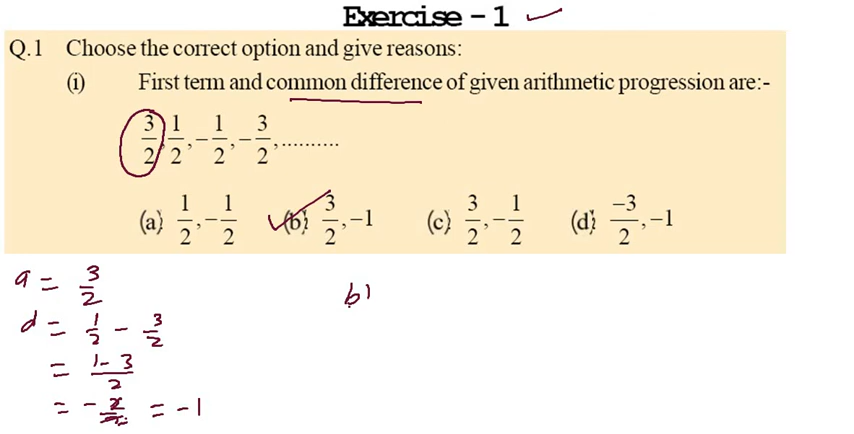 Exercise - 1
Q.1 Choose the correct option and give reasons:
(i) First term and common difference of given arithmetic progression are:-
3/2, 1/2, -1/2, -3/2, ..........
(a) 1/2, -1/2 (b) 3/2, -1 (c) 3/2, -1/2 (d) -3/2, -1
a = 3/2
b)
d = 1/2 - 3/2
= 1-3/2
= -2/2 = -1